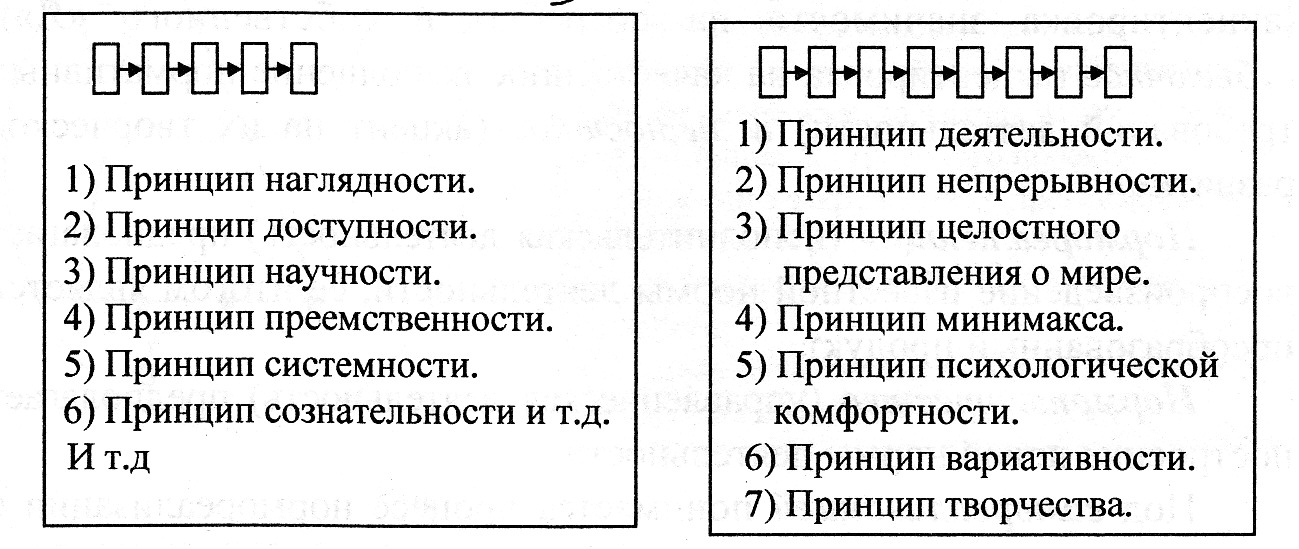 1) Принцип наглядности.
2) Принцип доступности.
3) Принцип научности.
4) Принцип преемственности.
5) Принцип системности.
6) Принцип сознательности и т.д.
И т.д
1) Принцип деятельности.
2) Принцип непрерывности.
3) Принцип целостного
представления о мире.
4) Принцип минимакса.
5) Принцип психологической
комфортности.
6) Принцип вариативности.
7) Принцип творчества.